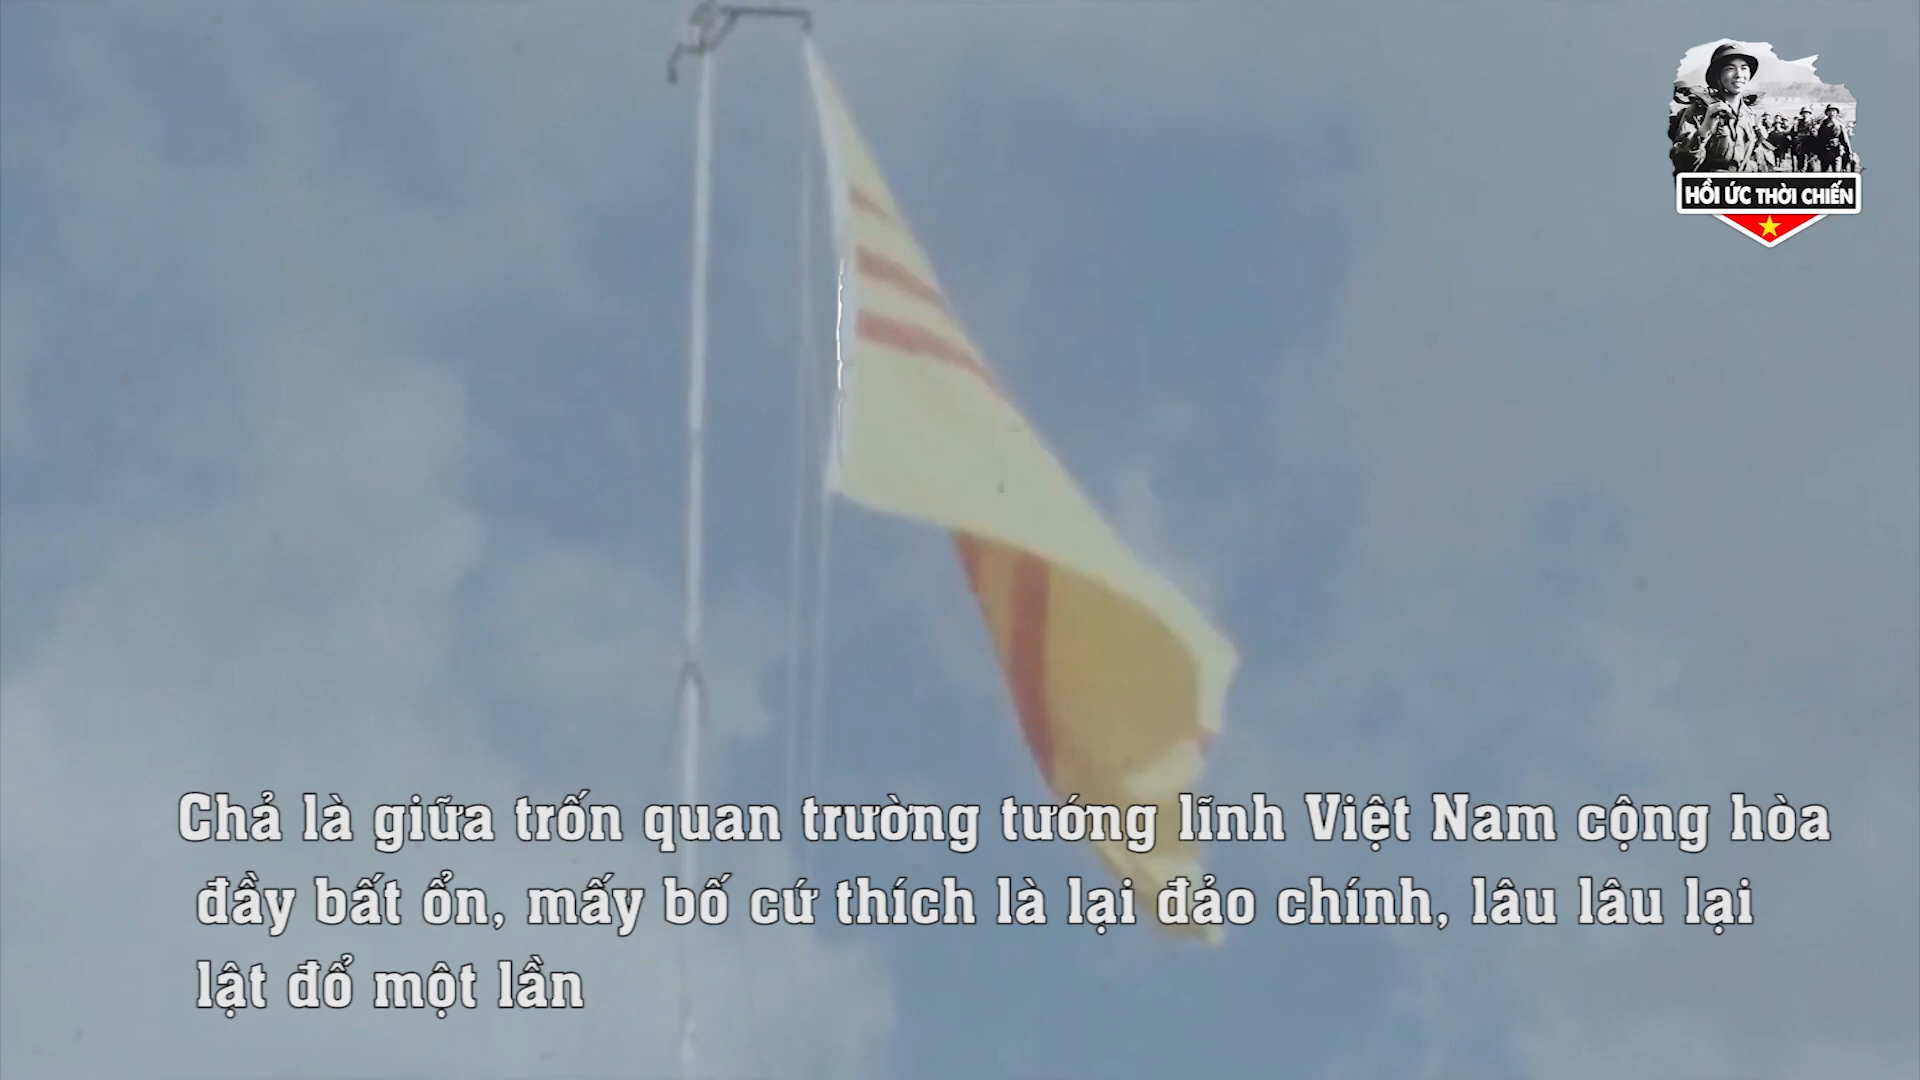 HỒI ỨC THỜI CHIẾN
Chả là giữa trốn quan trường tướng lĩnh Việt Nam cộng hòa
đầy bất ổn, mấy bố cứ thích là lại đảo chính, lâu lâu lại
lật đổ một lần